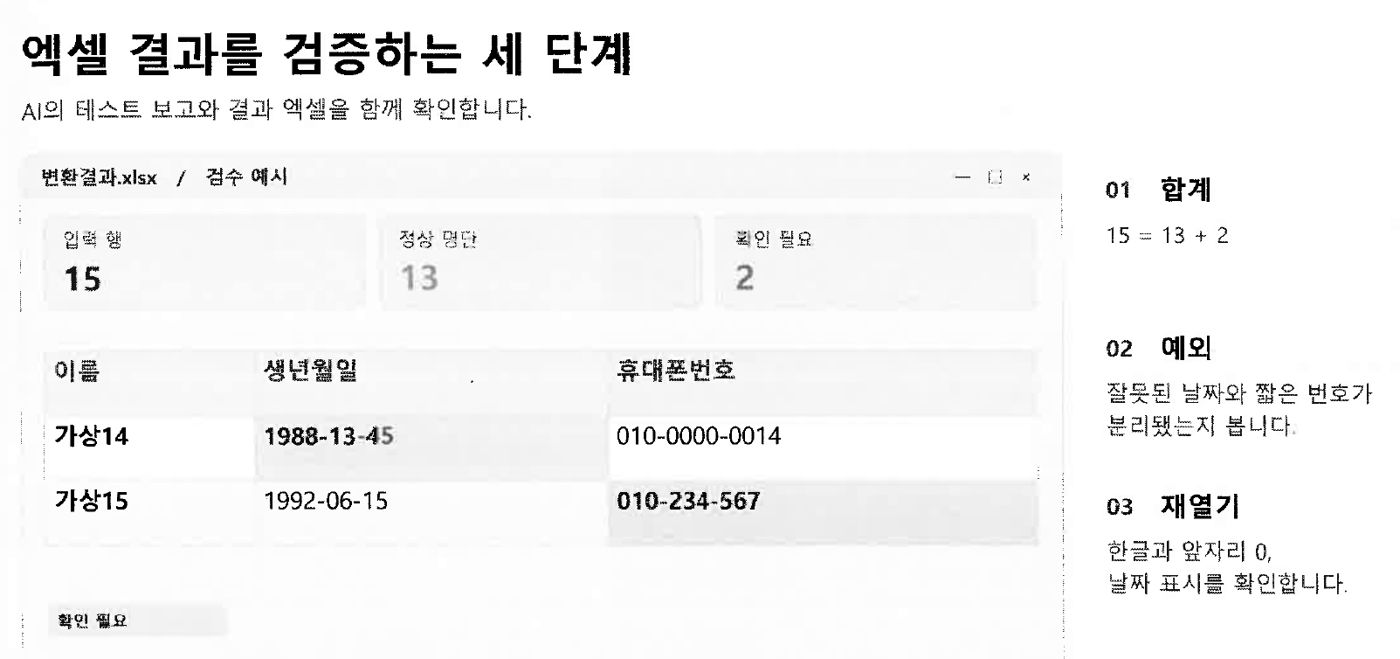 엑셀 결과를 검증하는 세 단계
AI의 테스트 보고와 결과 엑셀을 함께 확인합니다.
변환결과.xlsx / 검수 예시
입력 행
15
정상 명단
13
확인 필요
2
이름 생년월일 휴대폰번호
가상14 1988-13-45 010-0000-0014
가상15 1992-06-15 010-234-567
확인 필요
01 합계
15 = 13 + 2
02 예외
잘못된 날짜와 짧은 번호가
분리됐는지 봅니다.
03 재열기
한글과 앞자리 0,
날짜 표시를 확인합니다.